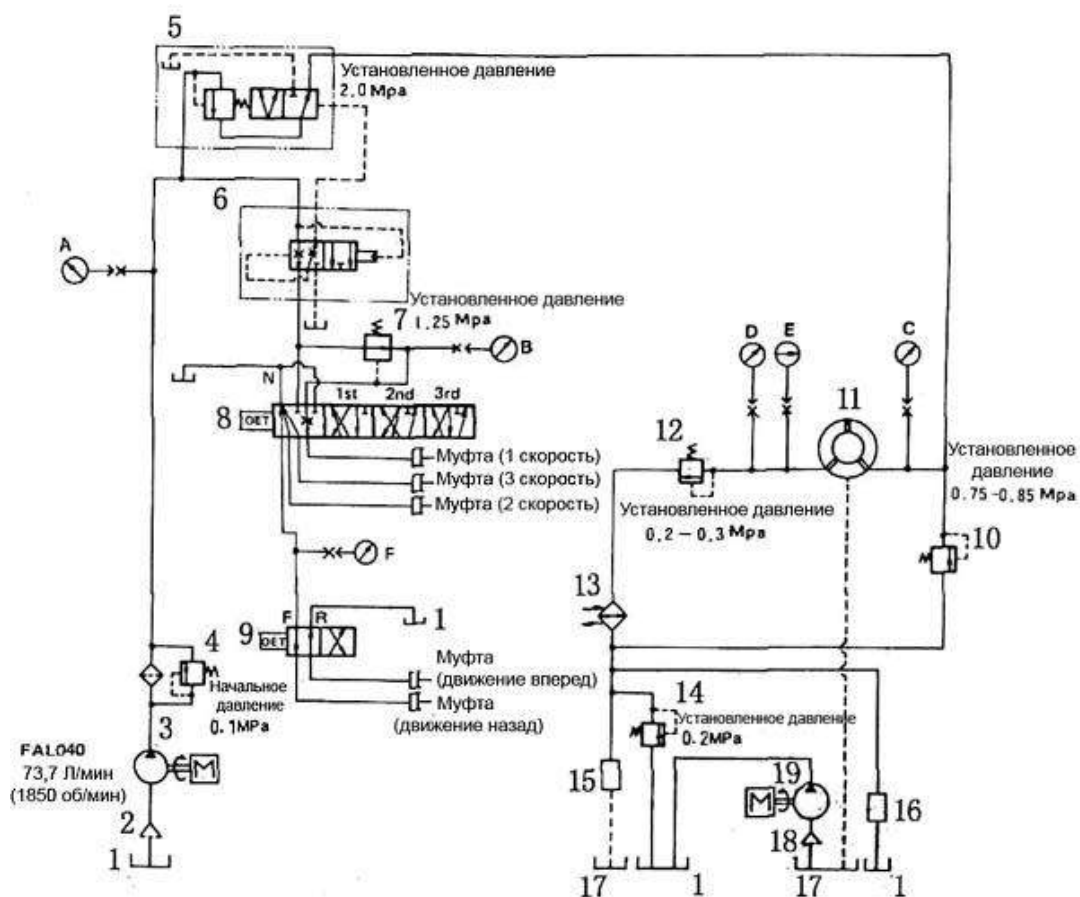 5
Установленное давление
2.0 Mpa
6
A
Установленное давление
7
1.25 Mpa
B
N
1st
2nd
3rd
8
ОЕТ
Муфта (1 скорость)
Муфта (3 скорость)
Муфта (2 скорость)
F
D
E
C
11
12
Установленное
давление
0.75-0.85 Mpa
Установленное давление
0,2 - 0,3 Mpa
10
13
F
R
1
9
ОЕТ
4
Муфта
(движение вперед)
Муфта
(движение назад)
Начальное
давление
0.1MPa
3
14
Установленное давление
0.2MPa
FAL040
73,7 Л/мин
(1850 об/мин)
M
15
19
M
16
2
18
1
17
1
17
1